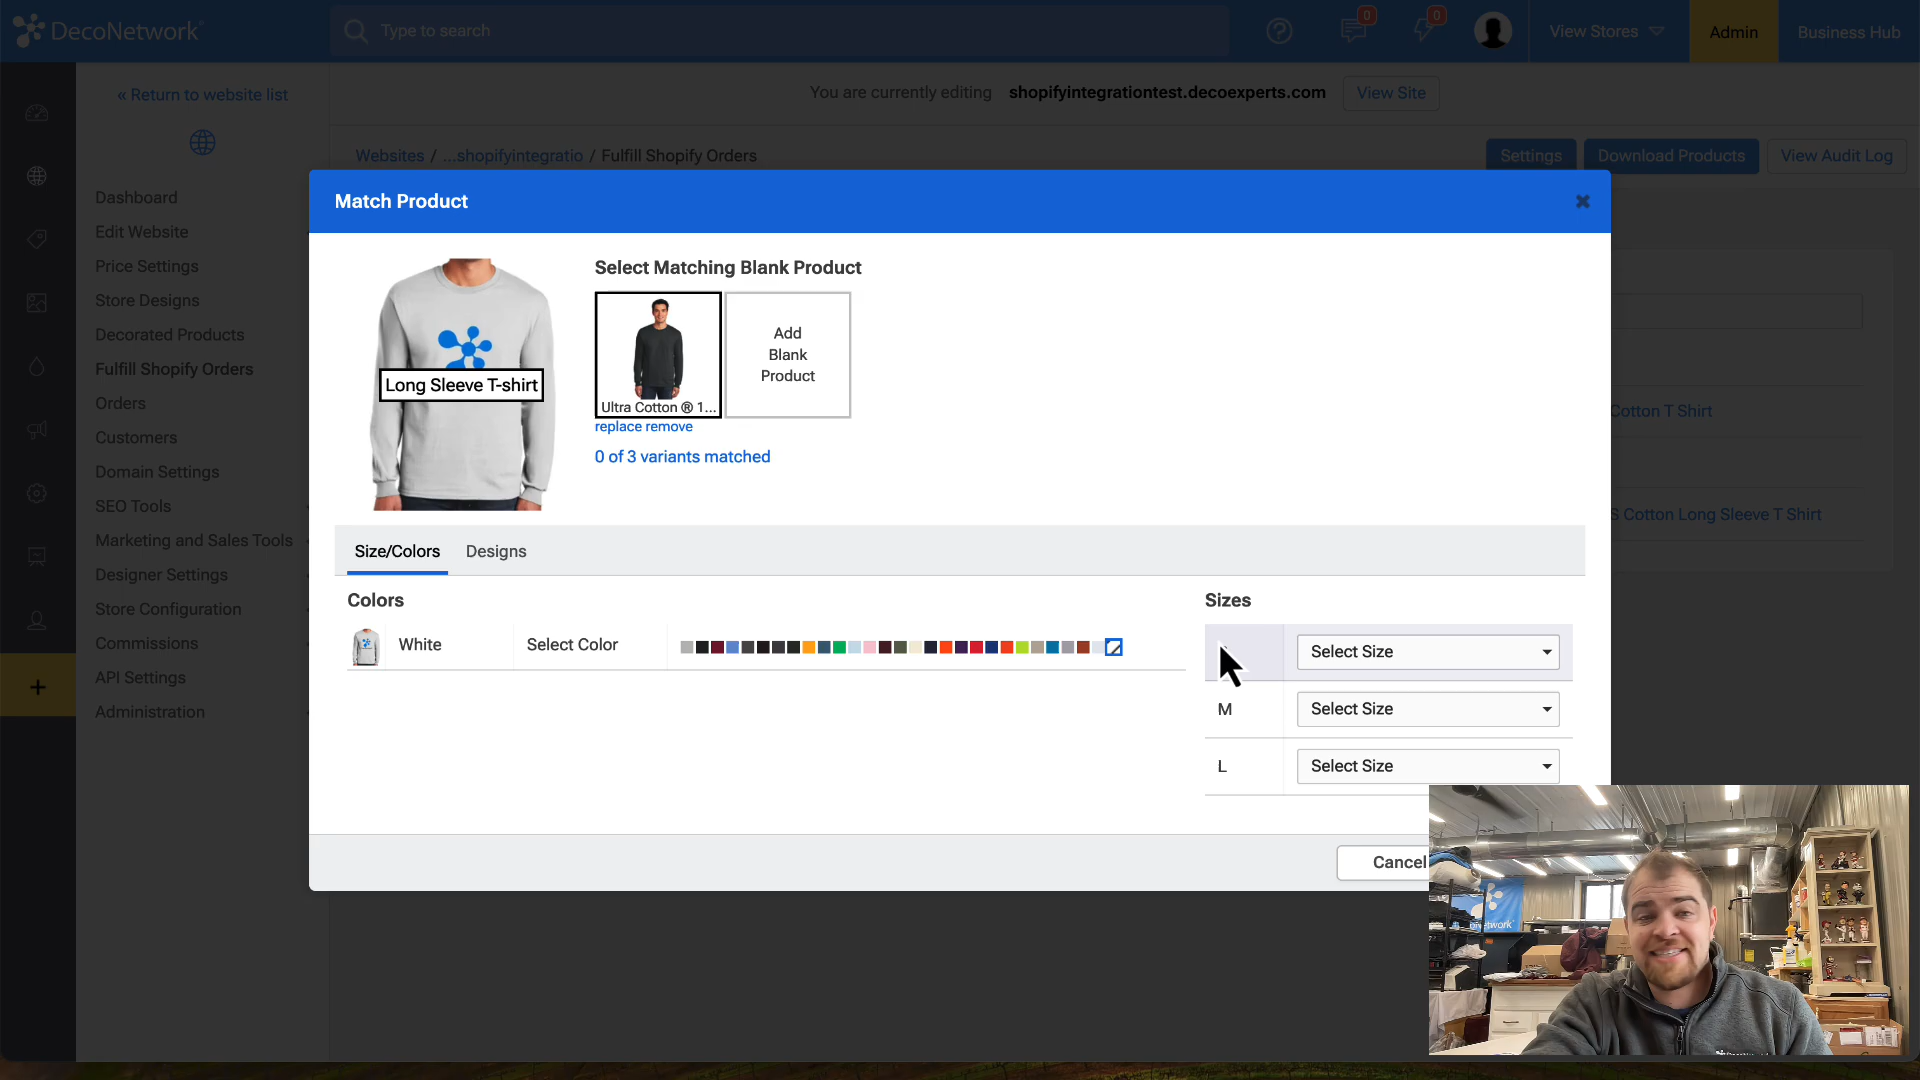 DecoNetwork
Type to search
0
0
View Stores
Admin
Business Hub
« Return to website list
You are currently editing shopifyintegrationtest.decoexperts.com
View Site
Websites / ...shopifyintegratio / Fulfill Shopify Orders
Settings
Download Products
View Audit Log
Dashboard
Edit Website
Price Settings
Store Designs
Decorated Products
Fulfill Shopify Orders
Orders
Customers
Domain Settings
SEO Tools
Marketing and Sales Tools
Designer Settings
Store Configuration
Commissions
API Settings
Administration
Match Product
Long Sleeve T-shirt
Select Matching Blank Product
Ultra Cotton ® 1...
Add
Blank
Product
replace remove
0 of 3 variants matched
Cotton T Shirt
S Cotton Long Sleeve T Shirt
Size/Colors
Designs
Colors
White
Select Color
Sizes
Select Size
M
Select Size
L
Select Size
Cancel